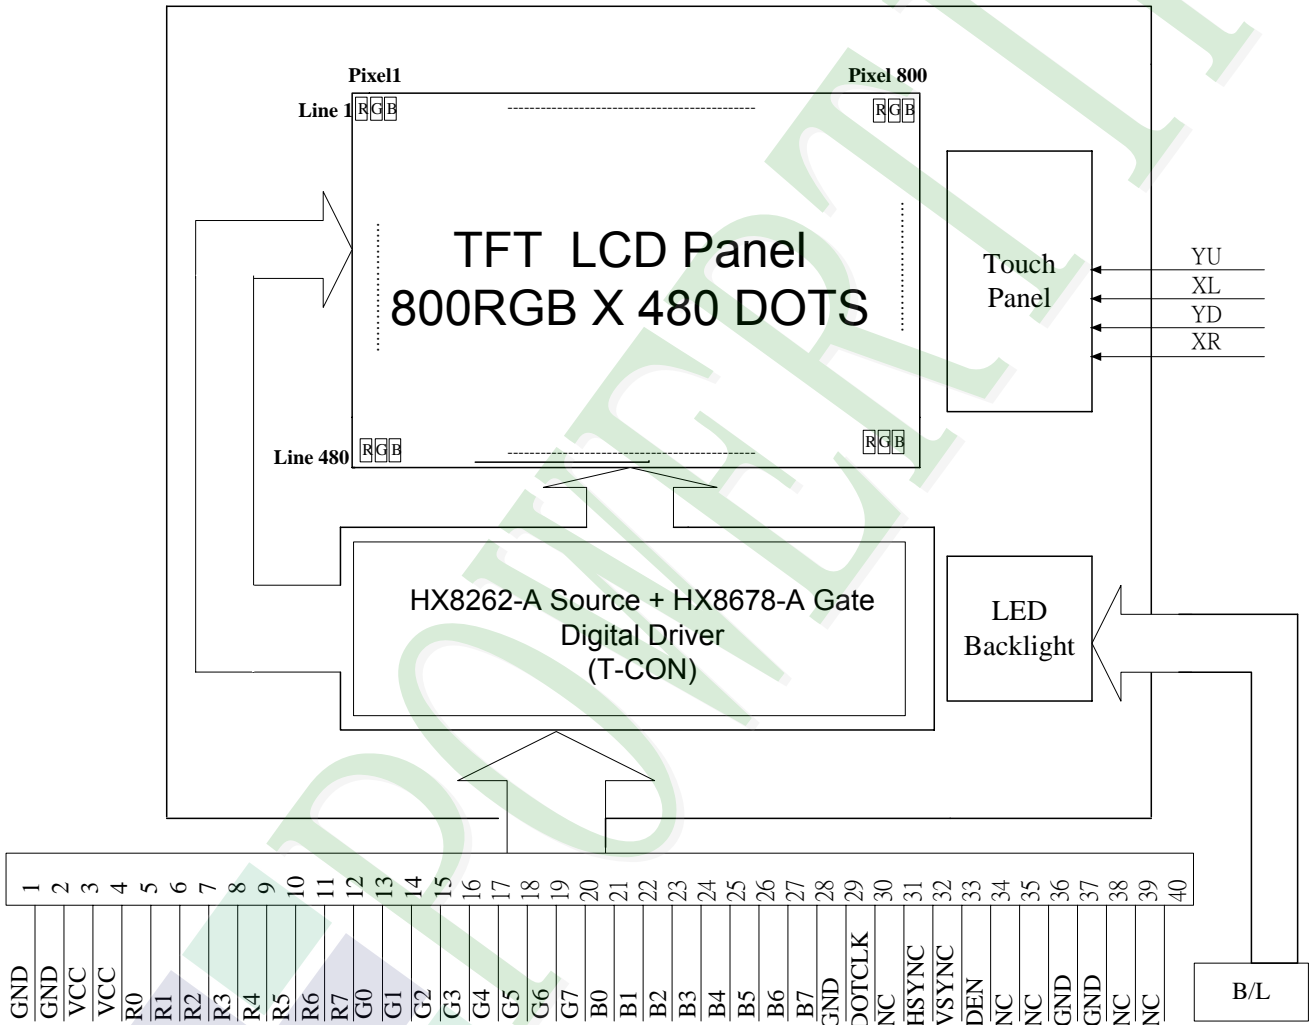 Pixel1
Pixel 800
Line 1
R G B
R G B
TFT LCD Panel
800RGB X 480 DOTS
Touch
Panel
YU
XL
YD
XR
Line 480
R G B
R G B
HX8262-A Source + HX8678-A Gate
Digital Driver
(T-CON)
LED
Backlight
1 2 3 4 5 6 7 8 9 10 11 12 13 14 15 16 17 18 19 20 21 22 23 24 25 26 27 28 29 30 31 32 33 34 35 36 37 38 39 40
GND
GND
VCC
VCC
R0
R1
R2
R3
R4
R5
R6
R7
G0
G1
G2
G3
G4
G5
G6
G7
B0
B1
B2
B3
B4
B5
B6
B7
GND
DOTCLK
NC
HSYNC
VSYNC
DEN
NC
NC
GND
GND
NC
NC
B/L
POWERTI